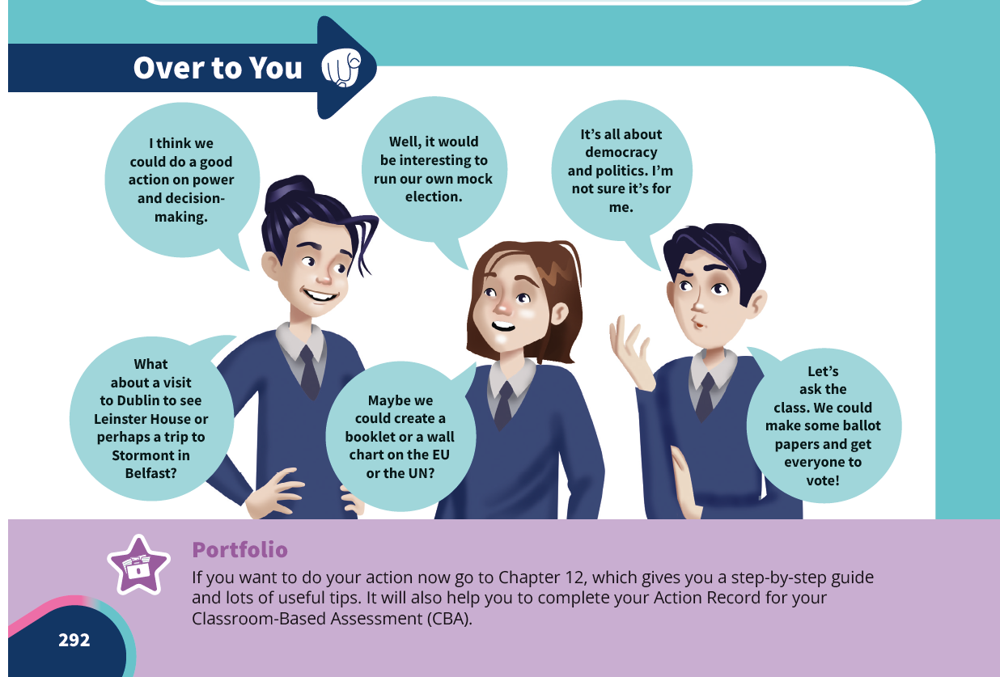 Over to You
I think we
could do a good
action on power
and decision-
making.
Well, it would
be interesting to
run our own mock
election.
It's all about
democracy
and politics. I'm
not sure it's for
me.
What
about a visit
to Dublin to see
Leinster House or
perhaps a trip to
Stormont in
Belfast?
Maybe we
could create a
booklet or a wall
chart on the EU
or the UN?
Let's
ask the
class. We could
make some ballot
papers and get
everyone to
vote!
Portfolio
If you want to do your action now go to Chapter 12, which gives you a step-by-step guide
and lots of useful tips. It will also help you to complete your Action Record for your
Classroom-Based Assessment (CBA).
292